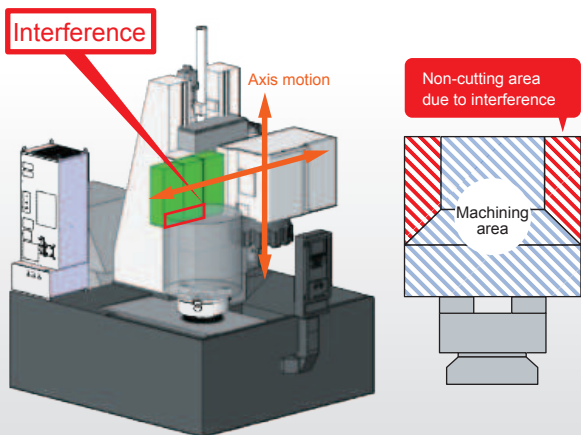 Interference
Axis motion
Non-cutting area
due to interference
Machining
area